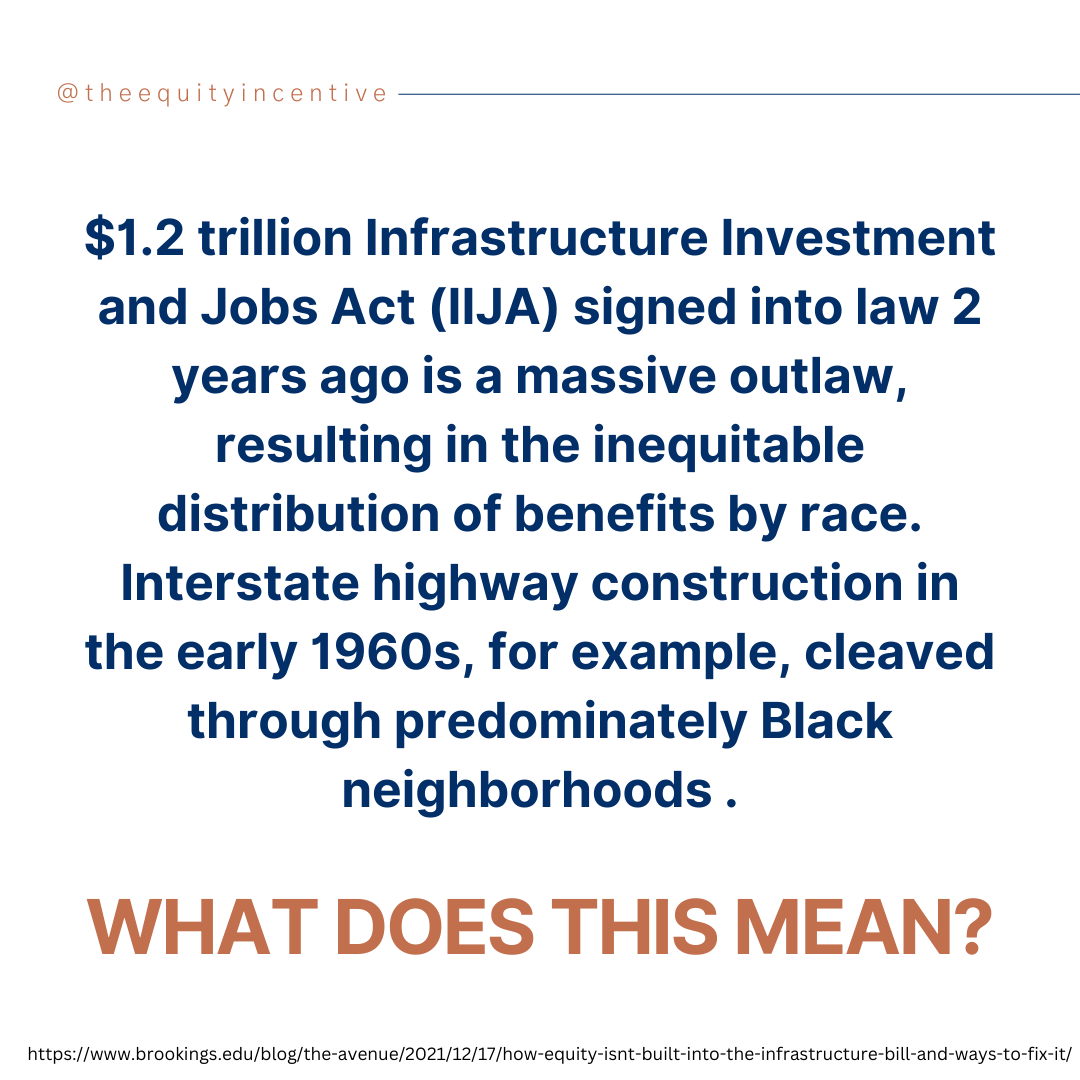 @theequityincentive
$1.2 trillion Infrastructure Investment
and Jobs Act (IIJA) signed into law 2
years ago is a massive outlaw,
resulting in the inequitable
distribution of benefits by race.
Interstate highway construction in
the early 1960s, for example, cleaved
through predominately Black
neighborhoods .
WHAT DOES THIS MEAN?
https://www.brookings.edu/blog/the-avenue/2021/12/17/how-equity-isnt-built-into-the-infrastructure-bill-and-ways-to-fix-it/